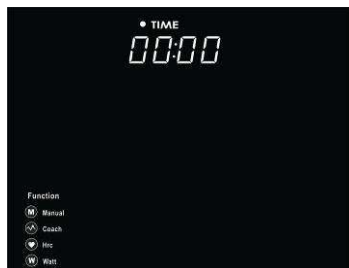 • TIME
00:00
Function
M Manual
Coach
Hrc
W Watt